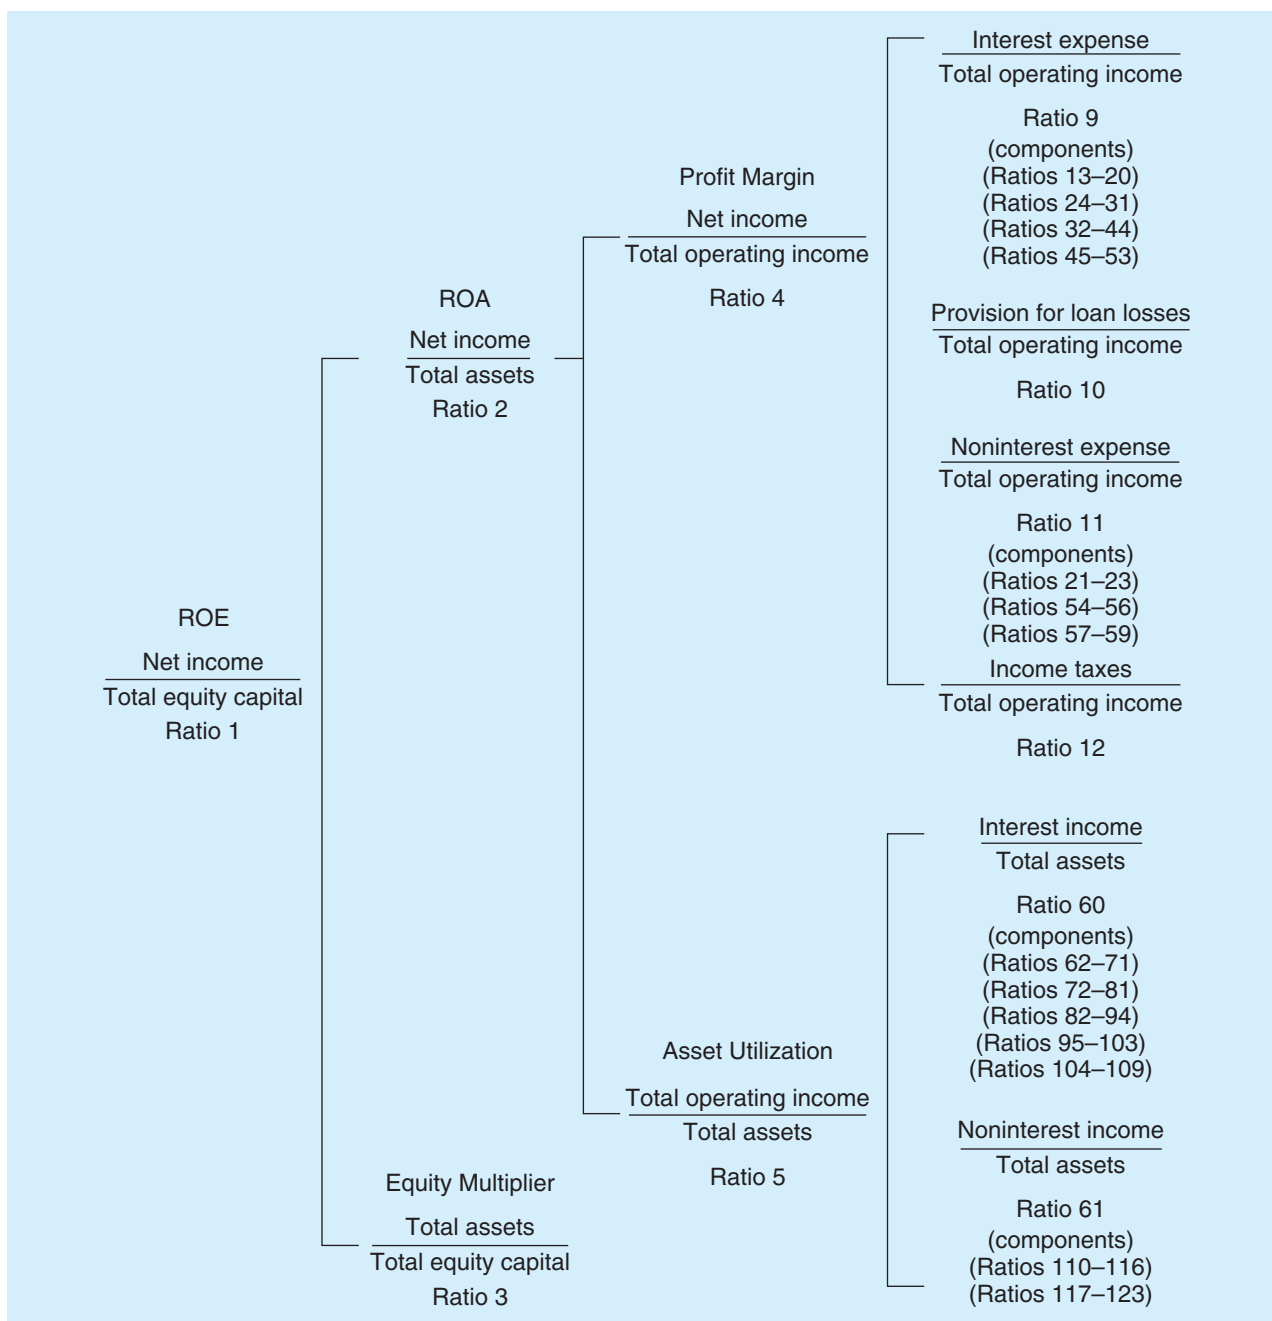 ROE
Net income
Total equity capital
Ratio 1
ROA
Net income
Total assets
Ratio 2
Equity Multiplier
Total assets
Total equity capital
Ratio 3
Profit Margin
Net income
Total operating income
Ratio 4
Asset Utilization
Total operating income
Total assets
Ratio 5
Interest expense
Total operating income
Ratio 9
(components)
(Ratios 13–20)
(Ratios 24–31)
(Ratios 32–44)
(Ratios 45–53)
Provision for loan losses
Total operating income
Ratio 10
Noninterest expense
Total operating income
Ratio 11
(components)
(Ratios 21–23)
(Ratios 54–56)
(Ratios 57–59)
Income taxes
Total operating income
Ratio 12
Interest income
Total assets
Ratio 60
(components)
(Ratios 62–71)
(Ratios 72–81)
(Ratios 82–94)
(Ratios 95–103)
(Ratios 104–109)
Noninterest income
Total assets
Ratio 61
(components)
(Ratios 110–116)
(Ratios 117–123)